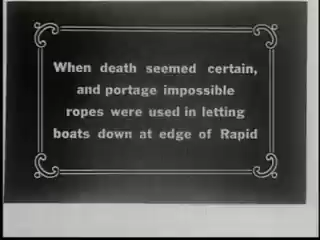 When death seemed certain,
and portage impossible
ropes were used in letting
boats down at edge of Rapid